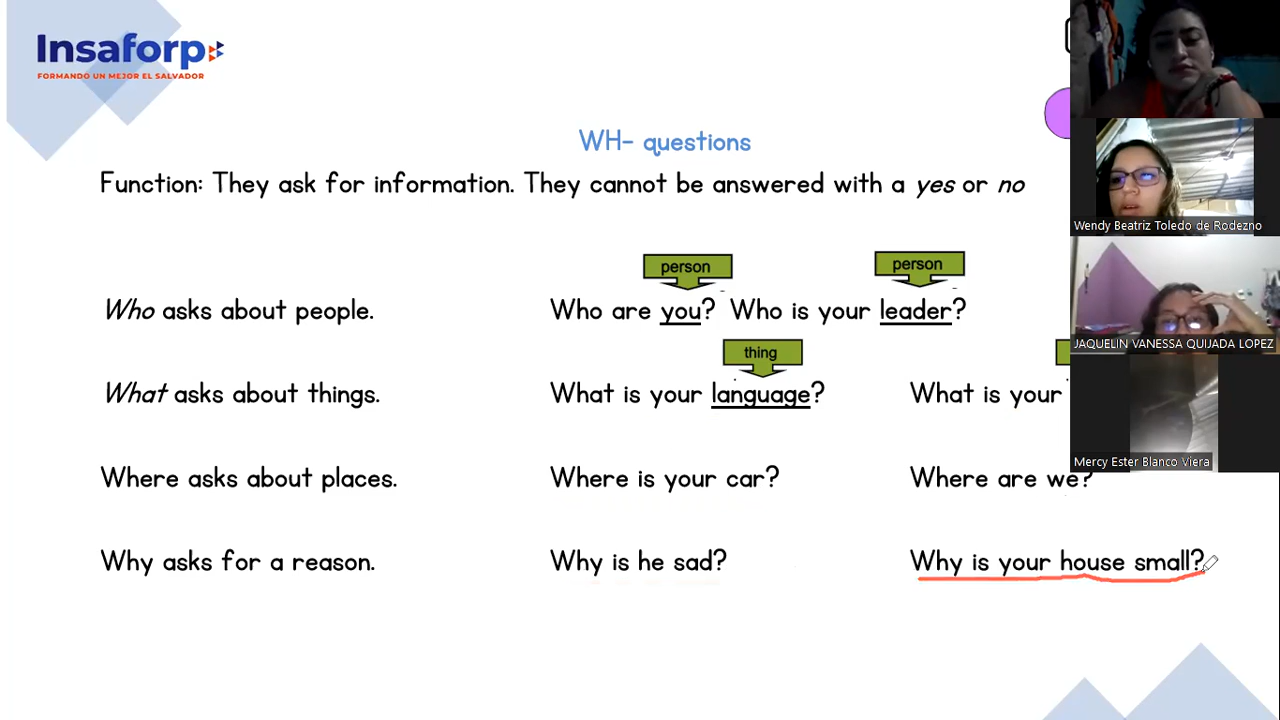 Insaforp
FORMANDO UN MEJOR EL SALVADOR
WH- questions
Function: They ask for information. They cannot be answered with a yes or no
person
person
Who asks about people.
Who are you? Who is your leader?
thing
What asks about things.
What is your language?
What is your
Where asks about places.
Where is your car?
Where are we?
Why asks for a reason.
Why is he sad?
Why is your house small?
Wendy Beatriz Toledo de Rodezno
JAQUELIN VANESSA QUIJADA LOPEZ
Mercy Ester Blanco Viera